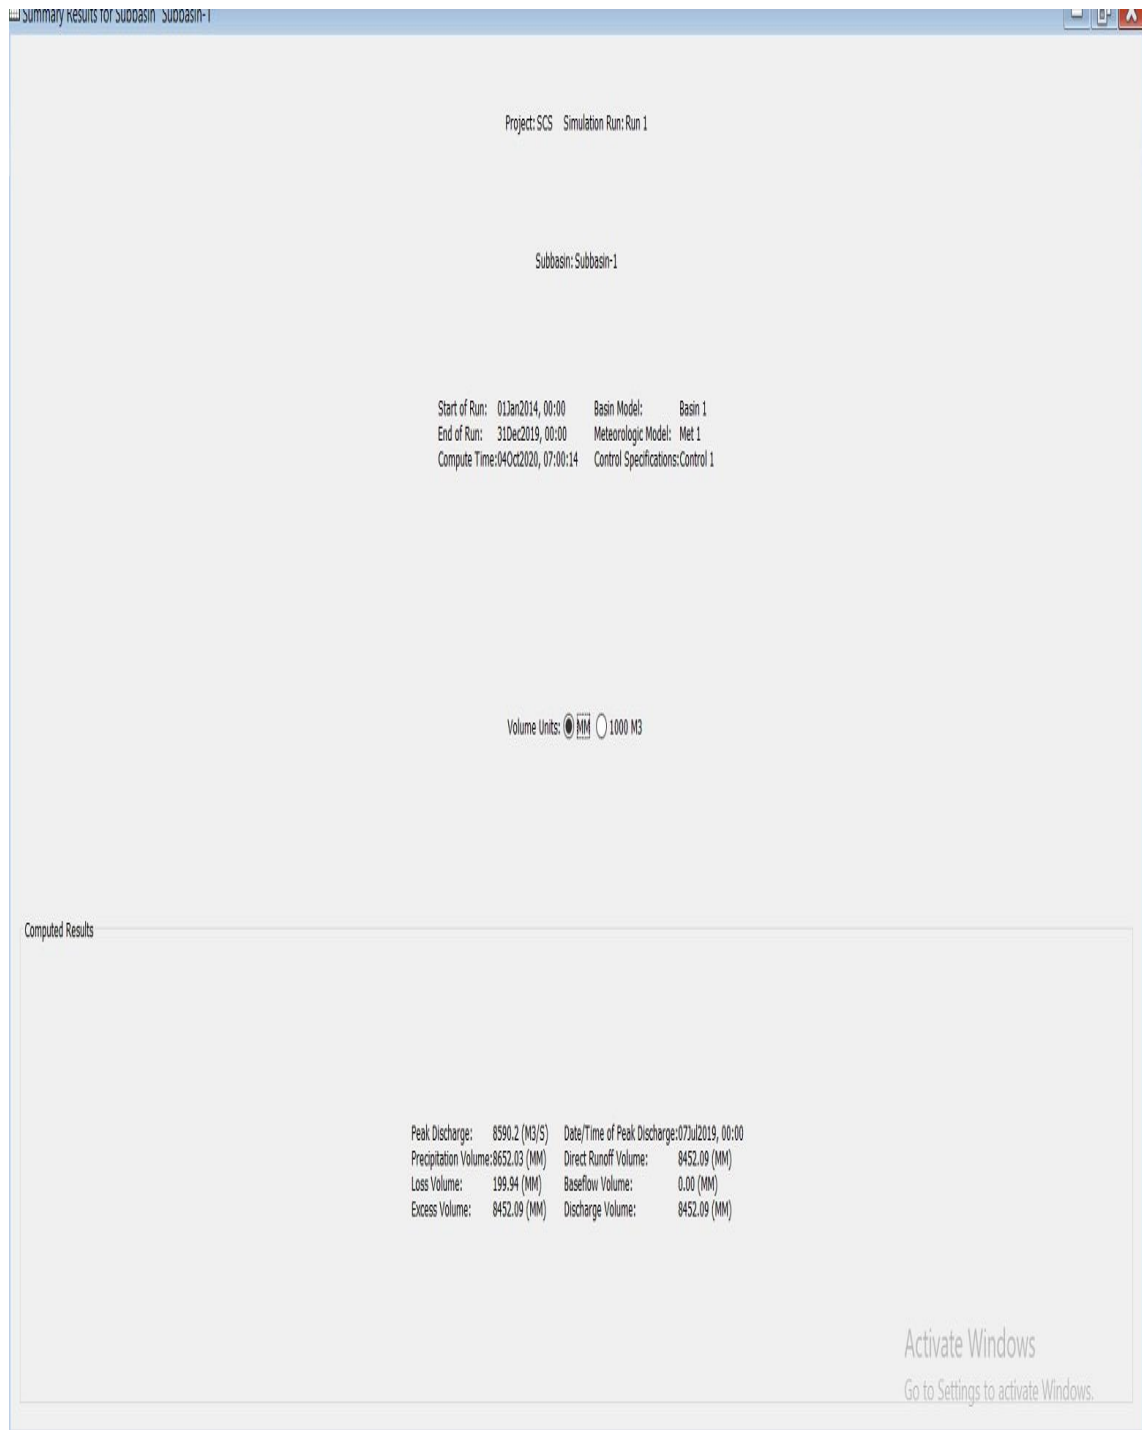 Summary Results for Subbasin "Subbasin-1"
Project: SCS Simulation Run: Run 1
Subbasin: Subbasin-1
Start of Run: 01Jan2014, 00:00 Basin Model: Basin 1
End of Run: 31Dec2019, 00:00 Meteorologic Model: Met 1
Compute Time:04Oct2020, 07:00:14 Control Specifications:Control 1
Volume Units: MM 1000 M3
Computed Results
Peak Discharge: 8590.2 (M3/S) Date/Time of Peak Discharge:07Jul2019, 00:00
Precipitation Volume:8652.03 (MM) Direct Runoff Volume: 8452.09 (MM)
Loss Volume: 199.94 (MM) Baseflow Volume: 0.00 (MM)
Excess Volume: 8452.09 (MM) Discharge Volume: 8452.09 (MM)
Activate Windows
Go to Settings to activate Windows.